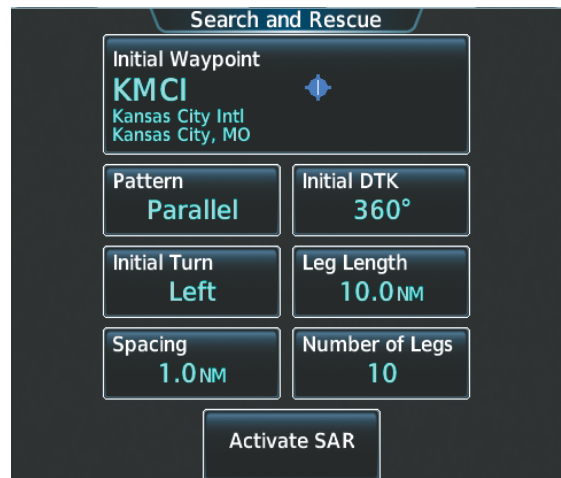 Search and Rescue
Initial Waypoint
KMCI
Kansas City Intl
Kansas City, MO
Pattern
Parallel
Initial DTK
360°
Initial Turn
Left
Leg Length
10.0NM
Spacing
1.0NM
Number of Legs
10
Activate SAR